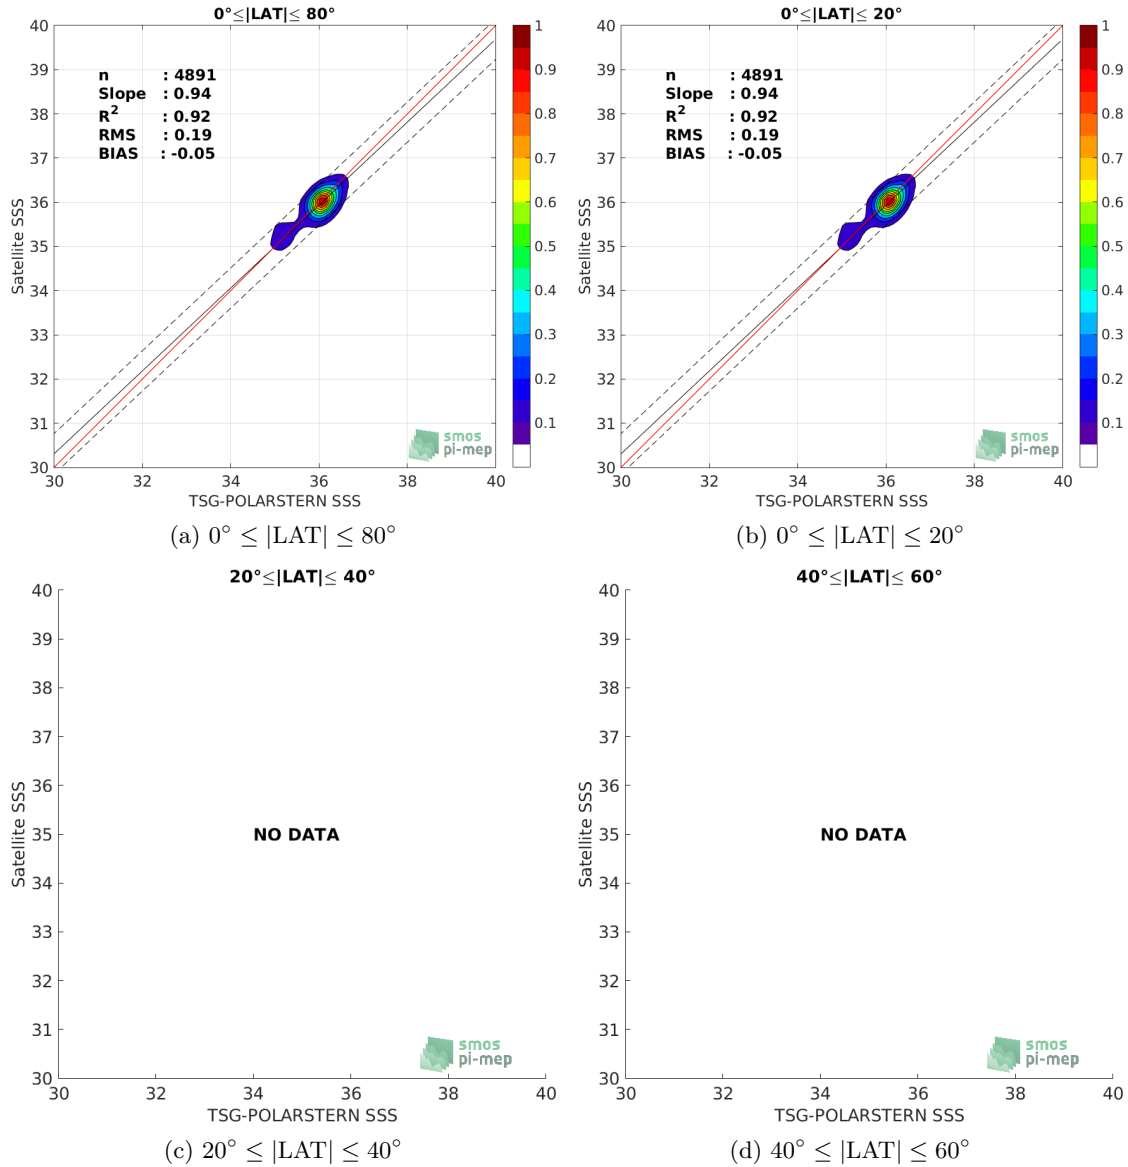 0°≤|LAT|≤ 80°
40
39
38
37
36
35
34
33
32
31
30
Satellite SSS
n : 4891
Slope : 0.94
R² : 0.92
RMS : 0.19
BIAS : -0.05
smos
pi-mep
30 32 34 36 38 40
TSG-POLARSTERN SSS
1
0.9
0.8
0.7
0.6
0.5
0.4
0.3
0.2
0.1
(a) 0° ≤ |LAT| ≤ 80°
0°≤|LAT|≤ 20°
40
39
38
37
36
35
34
33
32
31
30
Satellite SSS
n : 4891
Slope : 0.94
R² : 0.92
RMS : 0.19
BIAS : -0.05
smos
pi-mep
30 32 34 36 38 40
TSG-POLARSTERN SSS
1
0.9
0.8
0.7
0.6
0.5
0.4
0.3
0.2
0.1
(b) 0° ≤ |LAT| ≤ 20°
20°≤|LAT|≤ 40°
40
39
38
37
36
35
34
33
32
31
30
Satellite SSS
NO DATA
smos
pi-mep
30 32 34 36 38 40
TSG-POLARSTERN SSS
(c) 20° ≤ |LAT| ≤ 40°
40°≤|LAT|≤ 60°
40
39
38
37
36
35
34
33
32
31
30
Satellite SSS
NO DATA
smos
pi-mep
30 32 34 36 38 40
TSG-POLARSTERN SSS
(d) 40° ≤ |LAT| ≤ 60°